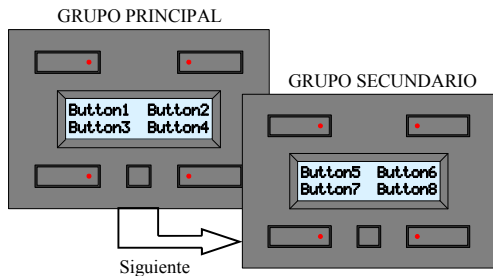 GRUPO PRINCIPAL
Button1 Button2
Button3 Button4
GRUPO SECUNDARIO
Button5 Button6
Button7 Button8
Siguiente